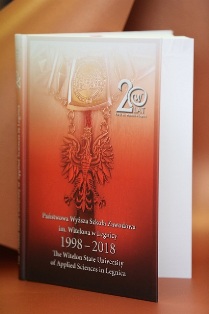 20
LAT
Państwowa Wyższa Szkoła Zawodowa
im. Witelona w Legnicy
1998 - 2018
The Witelon State University
of Applied Sciences in Legnica